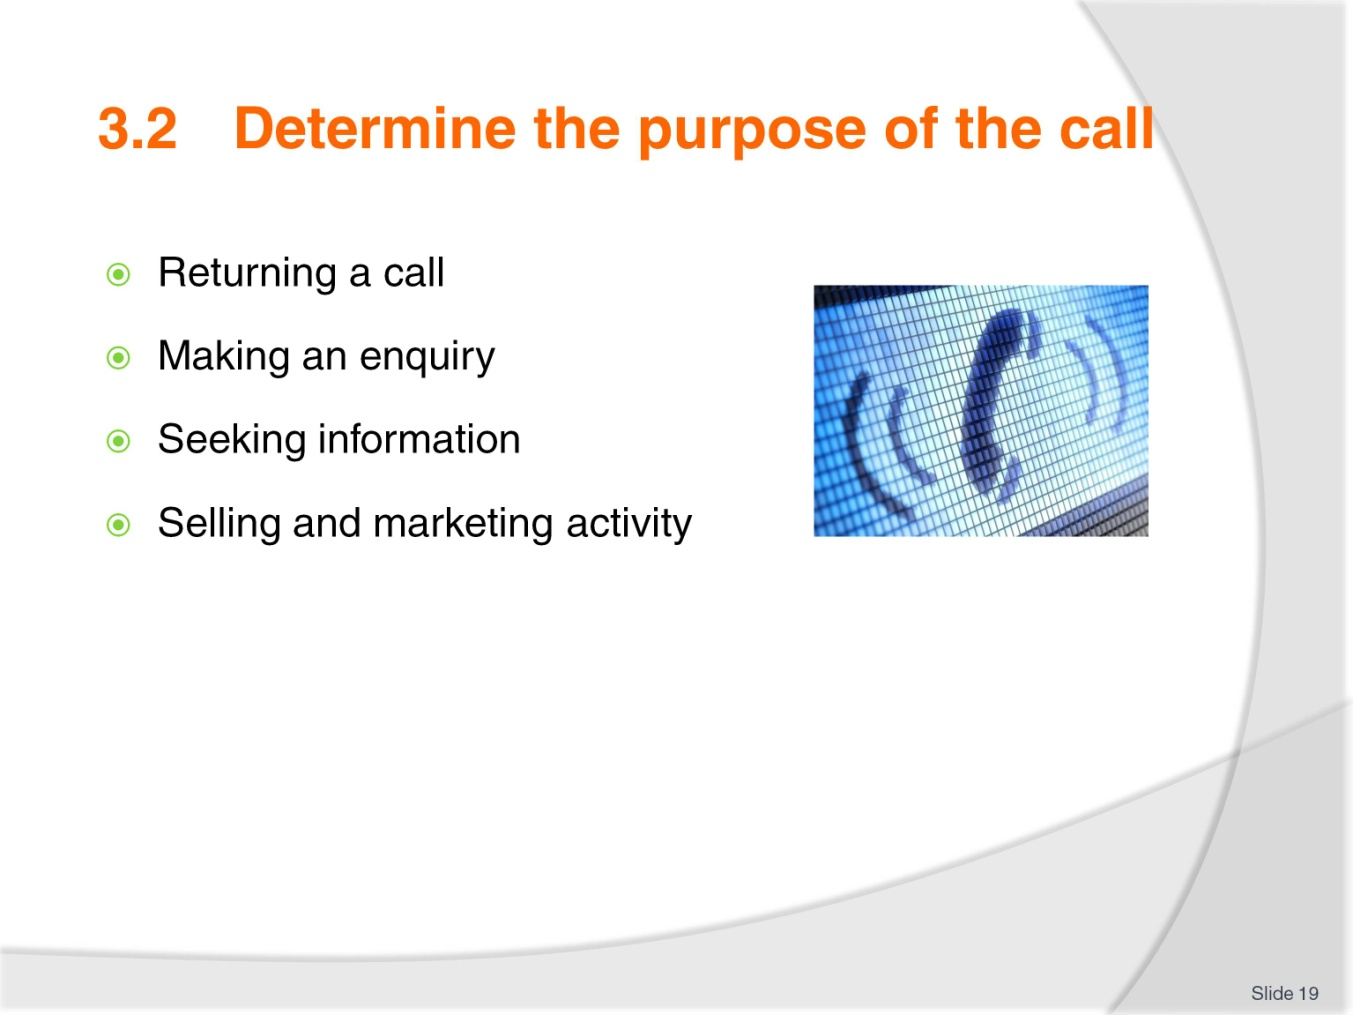 3.2 Determine the purpose of the call
Returning a call
Making an enquiry
Seeking information
Selling and marketing activity
Slide 19